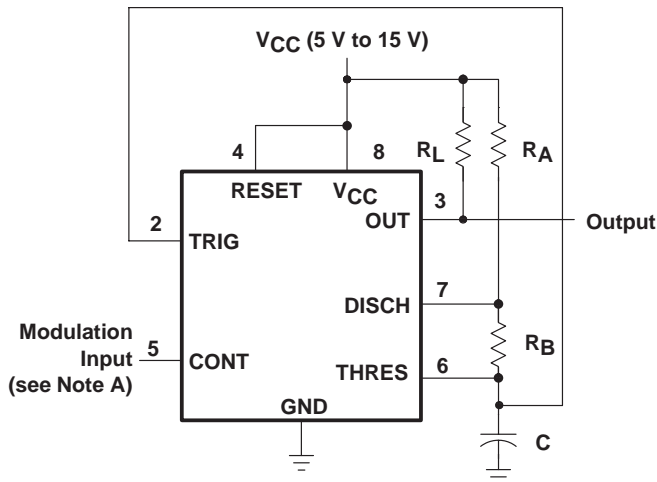 VCC (5 V to 15 V)
4
8
RL
RA
RESET
VCC
3
2
OUT
Output
TRIG
7
DISCH
Modulation
Input
(see Note A)
5
CONT
RB
6
THRES
GND
C